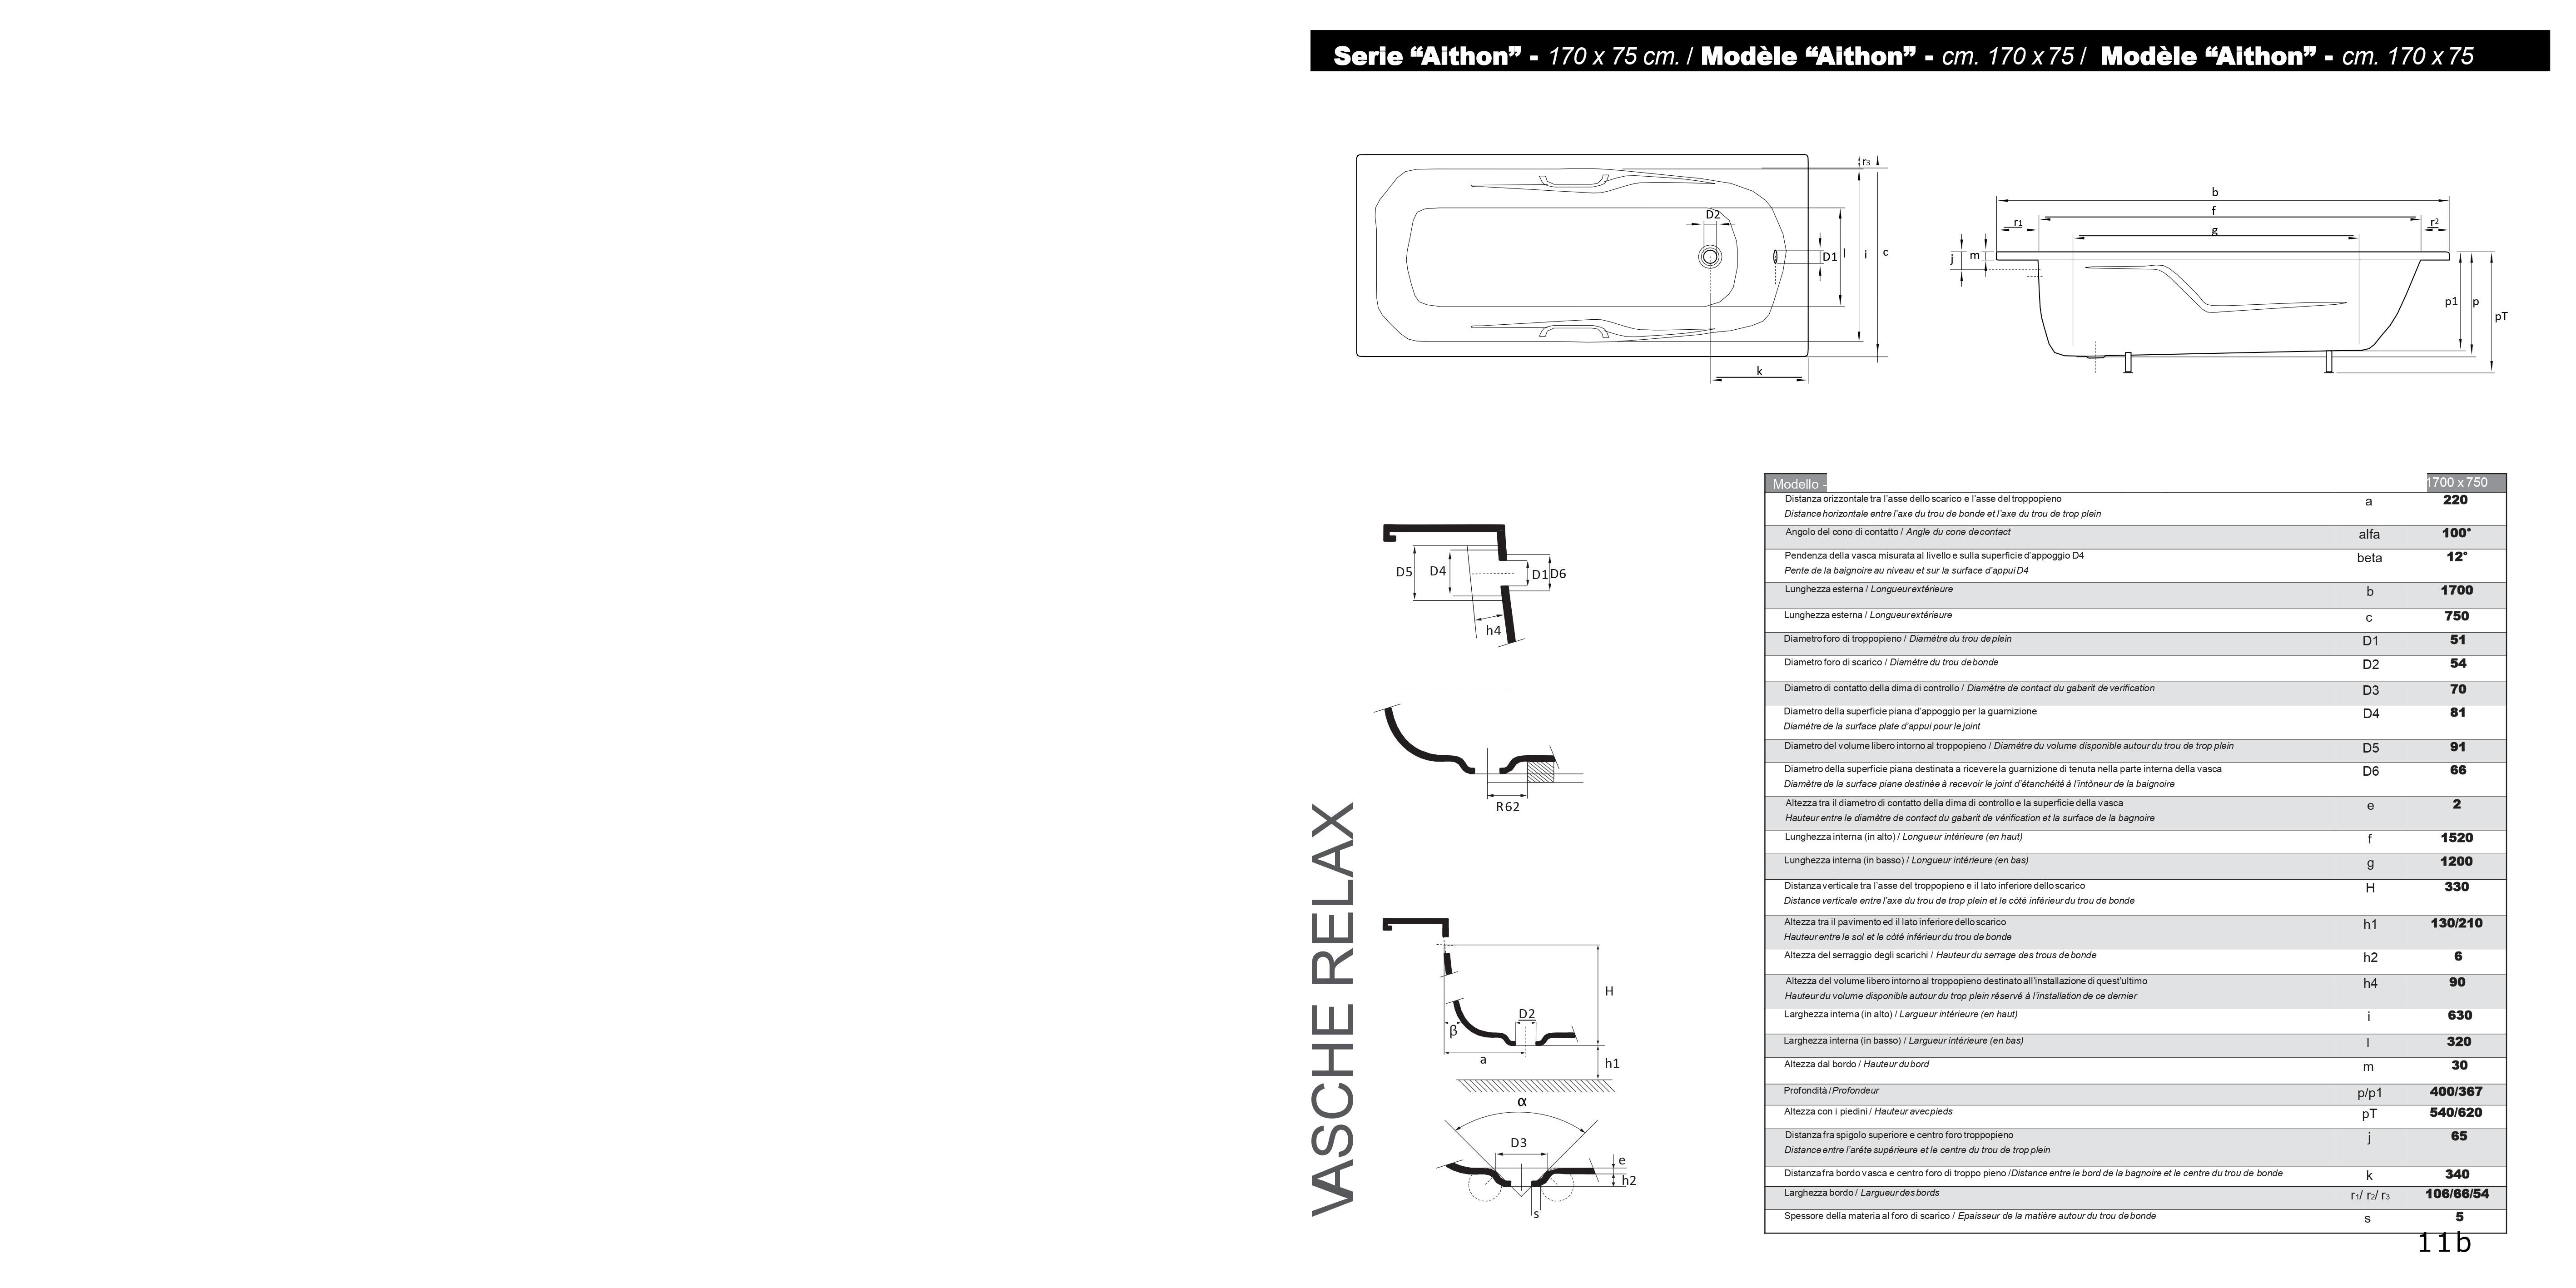 Serie “Aithon” - 170 x 75 cm. / Modèle “Aithon” - cm. 170 x 75 / Modèle “Aithon” - cm. 170 x 75
r3
D2
D1
l
i
c
k
b
f
r1
r2
g
j
m
p1
p
pT
D5
D4
D1
D6
h4
R 62
H
D2
β
a
h1
α
D3
e
h2
s
VASCHE RELAX
Modello - 1700 x 750
Distanza orizzontale tra l’asse dello scarico e l’asse del troppopieno a 220
Distance horizontale entre l’axe du trou de bonde et l’axe du trou de trop plein
Angolo del cono di contatto / Angle du cone de contact alfa 100°
Pendenza della vasca misurata al livello e sulla superficie d’appoggio D4 beta 12°
Pente de la baignoire au niveau et sur la surface d’appui D4
Lunghezza esterna / Longueur extérieure b 1700
Lunghezza esterna / Longueur extérieure c 750
Diametro foro di troppopieno / Diamètre du trou de plein D1 51
Diametro foro di scarico / Diamètre du trou de bonde D2 54
Diametro di contatto della dima di controllo / Diamètre de contact du gabarit de verification D3 70
Diametro della superficie piana d’appoggio per la guarnizione D4 81
Diamètre de la surface plate d’appui pour le joint
Diametro del volume libero intorno al troppopieno / Diamètre du volume disponible autour du trou de trop plein D5 91
Diametro della superficie piana destinata a ricevere la guarnizione di tenuta nella parte interna della vasca D6 66
Diamètre de la surface piane destinée à recevoir le joint d’étanchéité à l’intóneur de la baignoire
Altezza tra il diametro di contatto della dima di controllo e la superficie della vasca e 2
Hauteur entre le diamètre de contact du gabarit de vérification et la surface de la bagnoire
Lunghezza interna (in alto) / Longueur intérieure (en haut) f 1520
Lunghezza interna (in basso) / Longueur intérieure (en bas) g 1200
Distanza verticale tra l’asse del troppopieno e il lato inferiore dello scarico H 330
Distance verticale entre l’axe du trou de trop plein et le côté inférieur du trou de bonde
Altezza tra il pavimento ed il lato inferiore dello scarico h1 130/210
Hauteur entre le sol et le côté inférieur du trou de bonde
Altezza del serraggio degli scarichi / Hauteur du serrage des trous de bonde h2 6
Altezza del volume libero intorno al troppopieno destinato all’installazione di quest’ultimo h4 90
Hauteur du volume disponible autour du trop plein réservé à l’installation de ce dernier
Larghezza interna (in alto) / Largueur intérieure (en haut) i 630
Larghezza interna (in basso) / Largueur intérieure (en bas) l 320
Altezza dal bordo / Hauteur du bord m 30
Profondità / Profondeur p/p1 400/367
Altezza con i piedini / Hauteur avec pieds pT 540/620
Distanza fra spigolo superiore e centro foro troppopieno j 65
Distance entre l’arête supérieure et le centre du trou de trop plein
Distanza fra bordo vasca e centro foro di troppo pieno / Distance entre le bord de la bagnoire et le centre du trou de bonde k 340
Larghezza bordo / Largueur des bords r1/ r2/ r3 106/66/54
Spessore della materia al foro di scarico / Epaisseur de la matière autour du trou de bonde s 5
11b